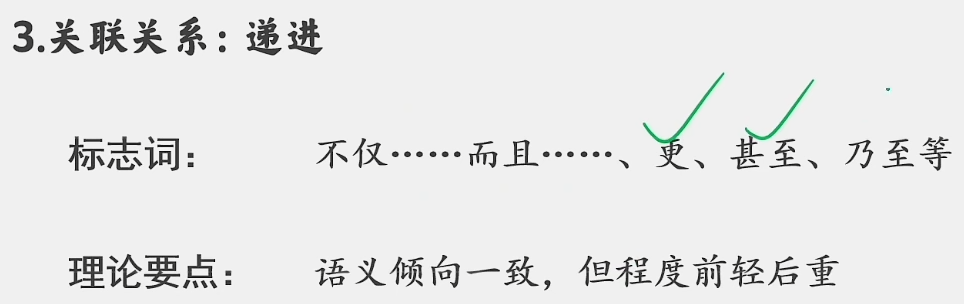 3.关联关系：递进
标志词： 不仅……而且……、更、甚至、乃至等
理论要点： 语义倾向一致，但程度前轻后重